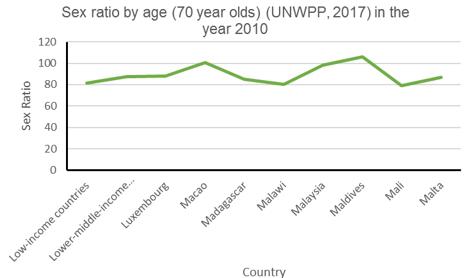 Sex ratio by age (70 year olds) (UNWPP, 2017) in the
year 2010
120
100
80
60
40
20
0
Sex Ratio
Low-income countries
Lower-middle-income...
Luxembourg
Macao
Madagascar
Malawi
Malaysia
Maldives
Mali
Malta
Country